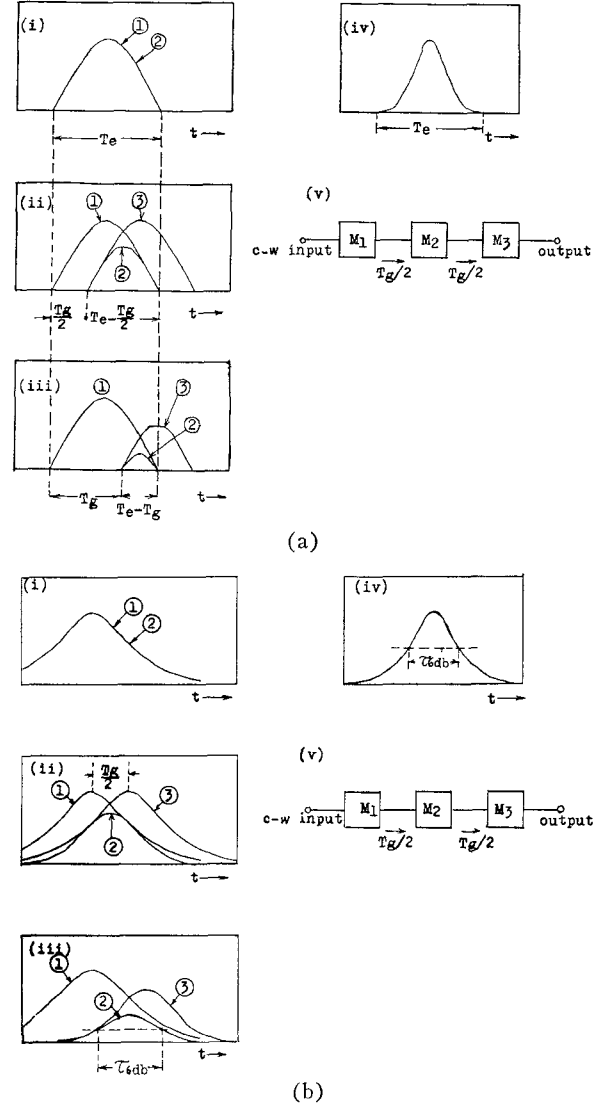 (i)
①
②
Te
t
(ii)
①
③
②
Tg/2
Te-Tg/2
t
(iii)
①
③
②
Tg
Te-Tg
t
(iv)
Te
t
(v)
c-w input
M1
M2
M3
output
Tg/2
Tg/2
(a)
(i)
①
②
t
(ii)
Tg/2
①
③
②
t
(iii)
①
②
③
τ6db
t
(iv)
τ6db
t
(v)
c-w input
M1
M2
M3
output
Tg/2
Tg/2
(b)